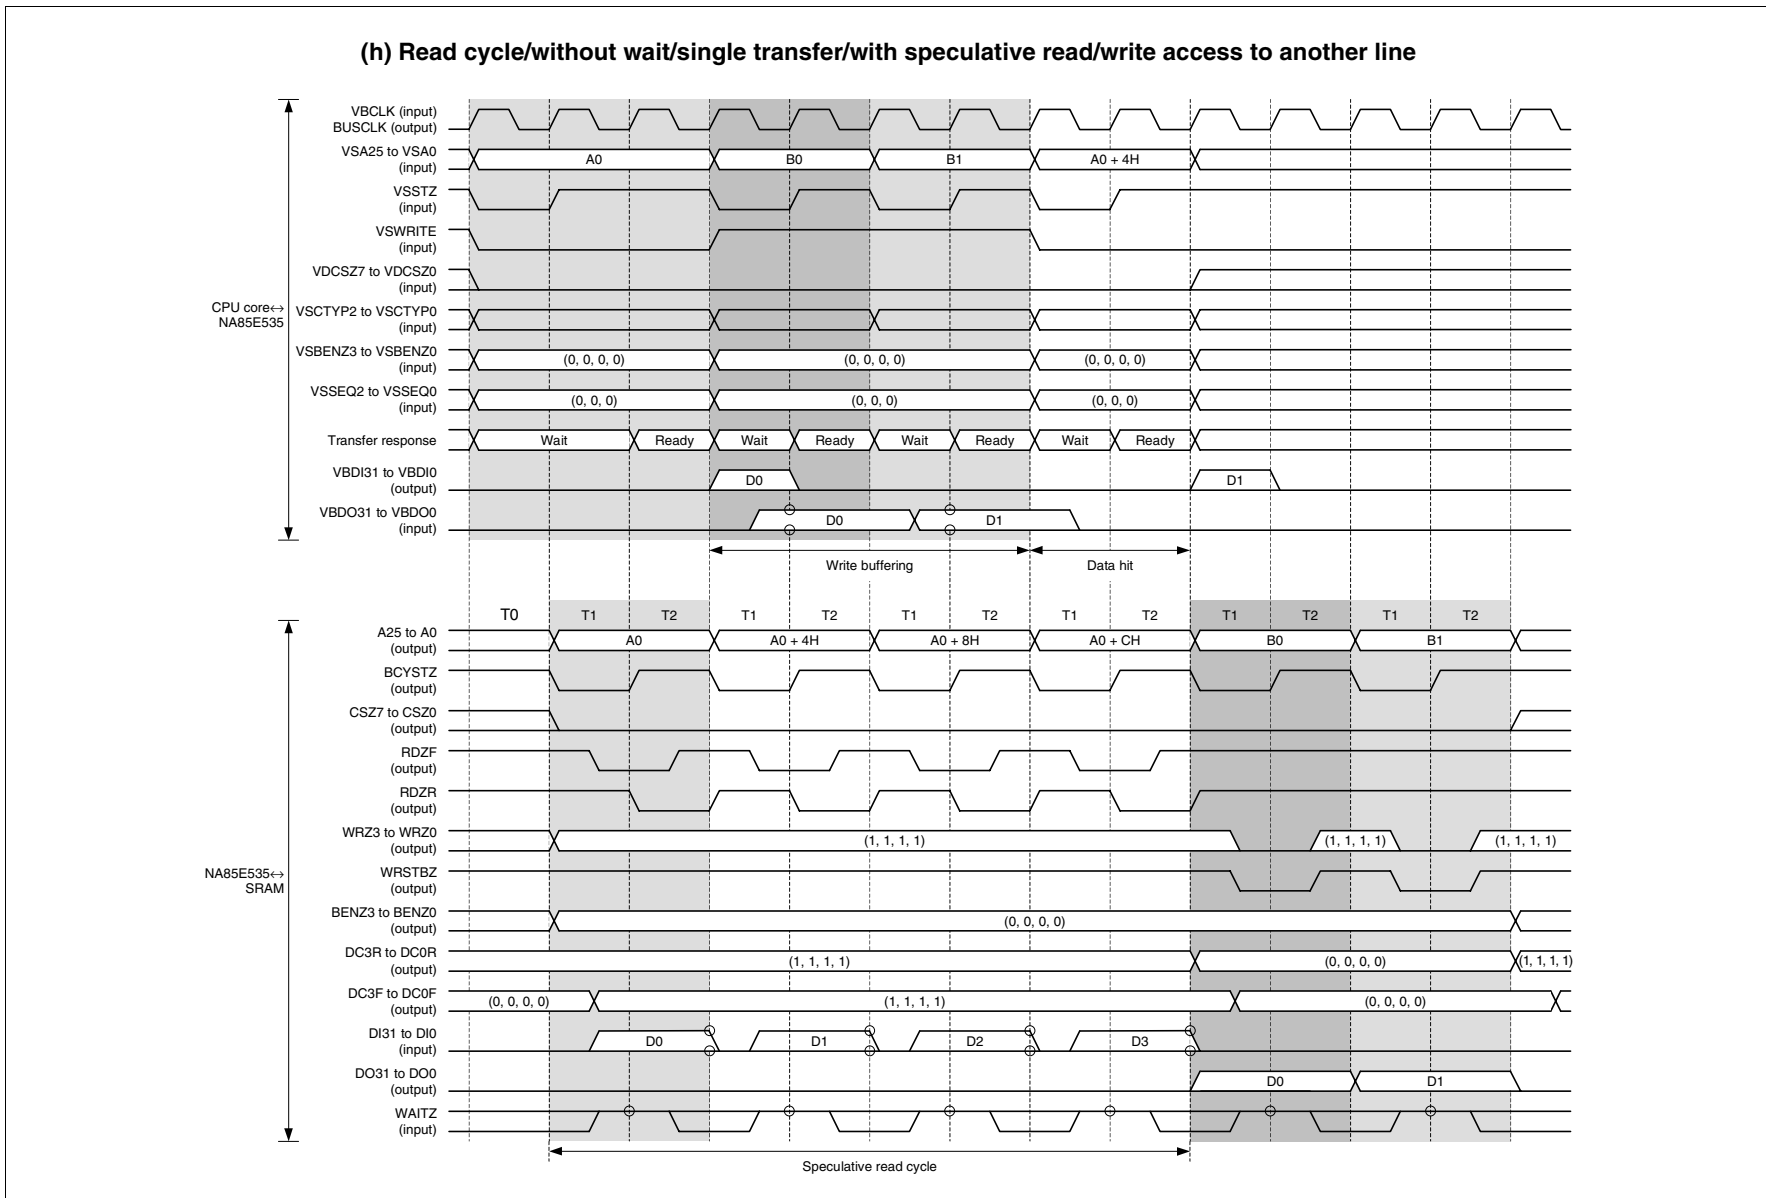 (h) Read cycle/without wait/single transfer/with speculative read/write access to another line
VBCLK (input)
BUSCLK (output)
VSA25 to VSA0
(input)
A0 B0 B1 A0 + 4H
VSSTZ
(input)
VSWRITE
(input)
VDCSZ7 to VDCSZ0
(input)
CPU core↔
NA85E535
VSCTYP2 to VSCTYP0
(input)
VSBENZ3 to VSBENZ0
(input)
(0, 0, 0, 0) (0, 0, 0, 0) (0, 0, 0, 0)
VSSEQ2 to VSSEQ0
(input)
(0, 0, 0) (0, 0, 0) (0, 0, 0)
Transfer response Wait Ready Wait Ready Wait Ready Wait Ready
VBDI31 to VBDI0
(output)
D0 D1
VBDO31 to VBDO0
(input)
D0 D1
Write buffering Data hit
T0 T1 T2 T1 T2 T1 T2 T1 T2 T1 T2 T1 T2
A25 to A0
(output)
A0 A0 + 4H A0 + 8H A0 + CH B0 B1
BCYSTZ
(output)
CSZ7 to CSZ0
(output)
RDZF
(output)
RDZR
(output)
WRZ3 to WRZ0
(output)
(1, 1, 1, 1) (1, 1, 1, 1) (1, 1, 1, 1)
NA85E535↔
SRAM
WRSTBZ
(output)
BENZ3 to BENZ0
(output)
(0, 0, 0, 0)
DC3R to DC0R
(output)
(1, 1, 1, 1) (0, 0, 0, 0) (1, 1, 1, 1)
DC3F to DC0F
(output)
(0, 0, 0, 0) (1, 1, 1, 1) (0, 0, 0, 0)
DI31 to DI0
(input)
D0 D1 D2 D3
DO31 to DO0
(output)
D0 D1
WAITZ
(input)
Speculative read cycle